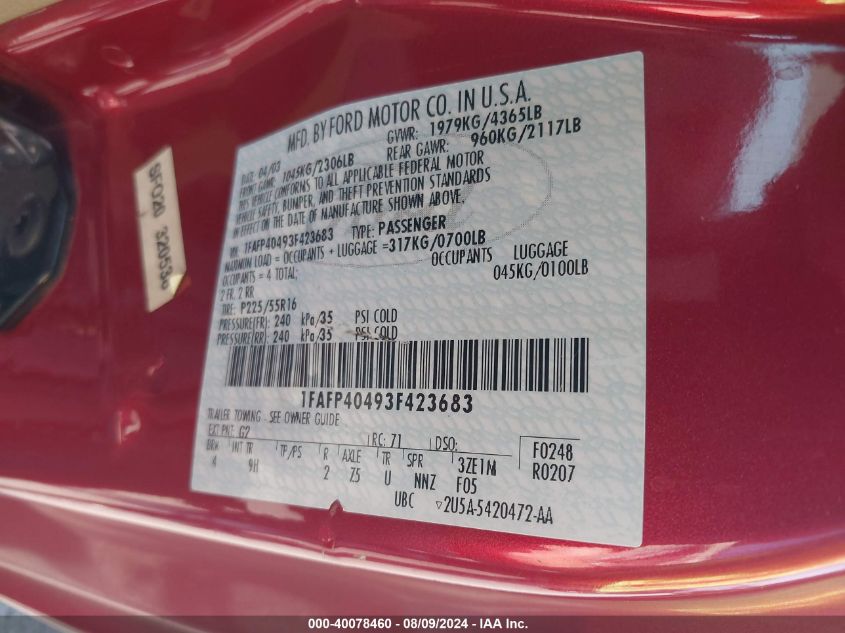 MFD. BY FORD MOTOR CO. IN U.S.A.
DATE 04/03 GVWR: 1979KG/4365LB
FRONT GAWR: 1045KG/2306LB REAR GAWR: 960KG/2117LB
THIS VEHICLE CONFORMS TO ALL APPLICABLE FEDERAL MOTOR
VEHICLE SAFETY, BUMPER, AND THEFT PREVENTION STANDARDS
IN EFFECT ON THE DATE OF MANUFACTURE SHOWN ABOVE.
VIN: 1FAFP40493F423683 TYPE: PASSENGER
MAXIMUM LOAD = OCCUPANTS + LUGGAGE =317KG/0700LB
OCCUPANTS = 4 TOTAL: OCCUPANTS LUGGAGE
2 FR. 2 RR 045KG/0100LB
TIRE: P225/55R16
PRESSURE(FR): 240 kPa/35 PSI COLD
PRESSURE(RR): 240 kPa/35 PSI COLD
1FAFP40493F423683
TRAILER TOWING - SEE OWNER GUIDE
EXT PNT: G2 RC: 71 DSO: F0248
BRK INT TR TP/PS R AXLE TR SPR 3ZE1M R0207
4 9H 2 Z5 U NNZ F05
UBC ▽2U5A-5420472-AA
SFO20 320536
000-40078460 - 08/09/2024 - IAA Inc.